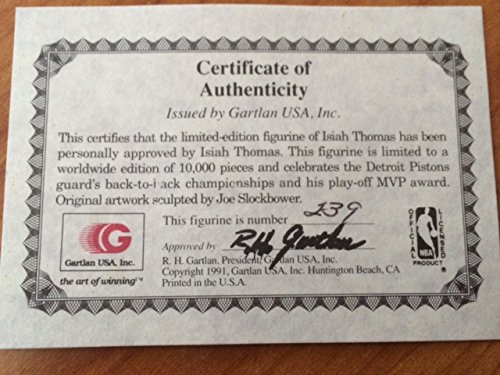 Certificate of
Authenticity
Issued by Gartlan USA, Inc.
This certifies that the limited-edition figurine of Isiah Thomas has been
personally approved by Isiah Thomas. This figurine is limited to a
worldwide edition of 10,000 pieces and celebrates the Detroit Pistons
guard's back-to-back championships and his play-off MVP award.
Original artwork sculpted by Joe Slockbower.
This figurine is number 239
Approved by R H Gartlan
R. H. Gartlan, President, Gartlan USA, Inc.
Copyright 1991, Gartlan USA, Inc. Huntington Beach, CA
Printed in the U.S.A.
G
Gartlan USA, Inc.
the art of winning™
OFFICIAL
NBA
LICENSED
PRODUCT